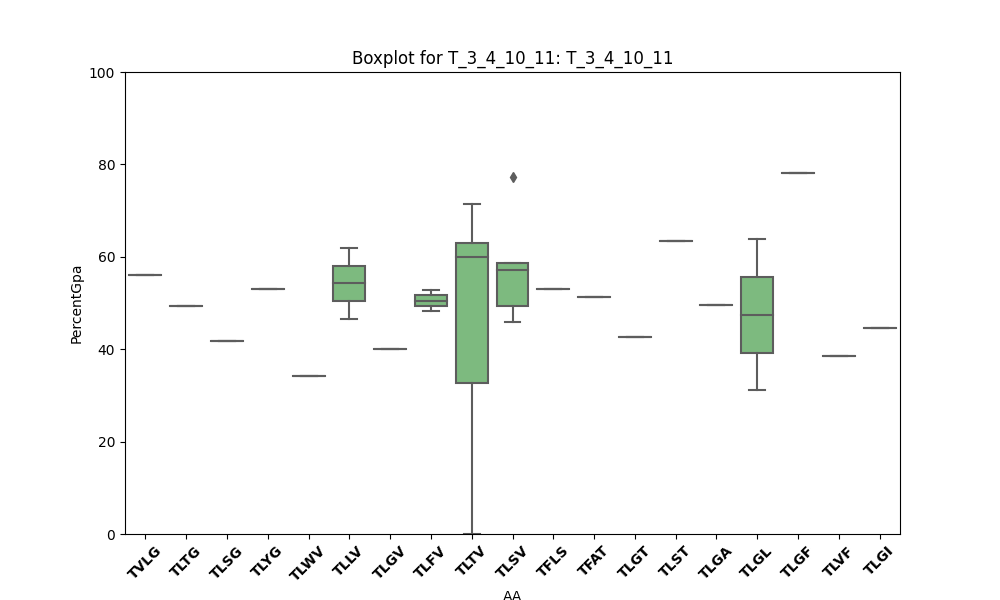 Boxplot for T_3_4_10_11: T_3_4_10_11
100
80
60
40
20
0
PercentGpa
TVLG
TLTG
TLSG
TLYG
TLWV
TLLV
TLGV
TLFV
TLTV
TLSV
TFLS
TFAT
TLGT
TLST
TLGA
TLGL
TLGF
TLVF
TLGI
AA